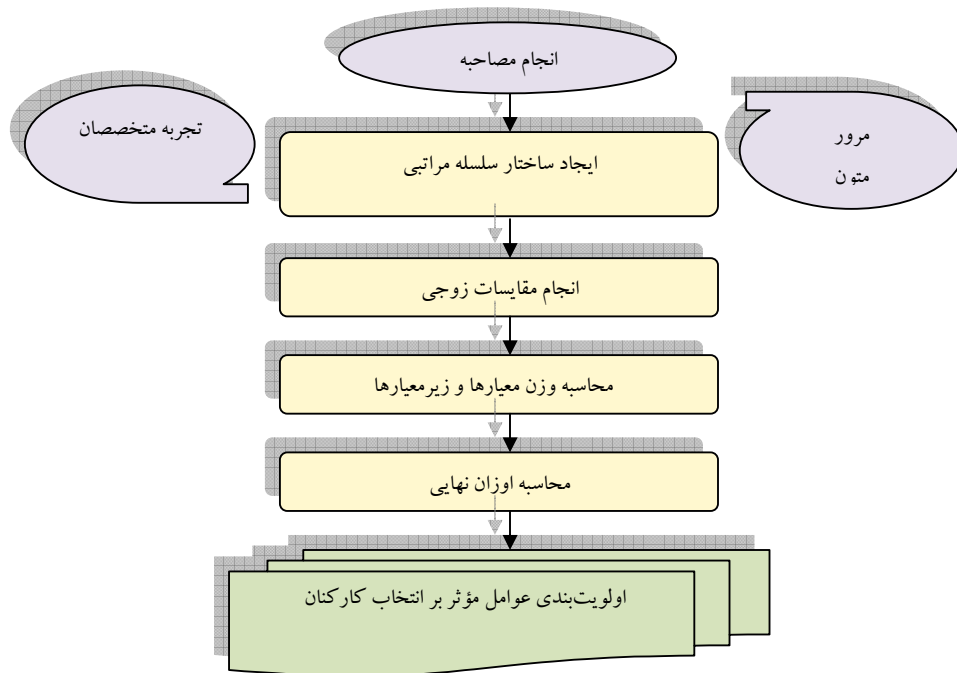 انجام مصاحبه
تجربه متخصصان
مرور
متون
ایجاد ساختار سلسله مراتبی
انجام مقایسات زوجی
محاسبه وزن معیارها و زیرمعیارها
محاسبه اوزان نهایی
اولویت‌بندی عوامل مؤثر بر انتخاب کارکنان